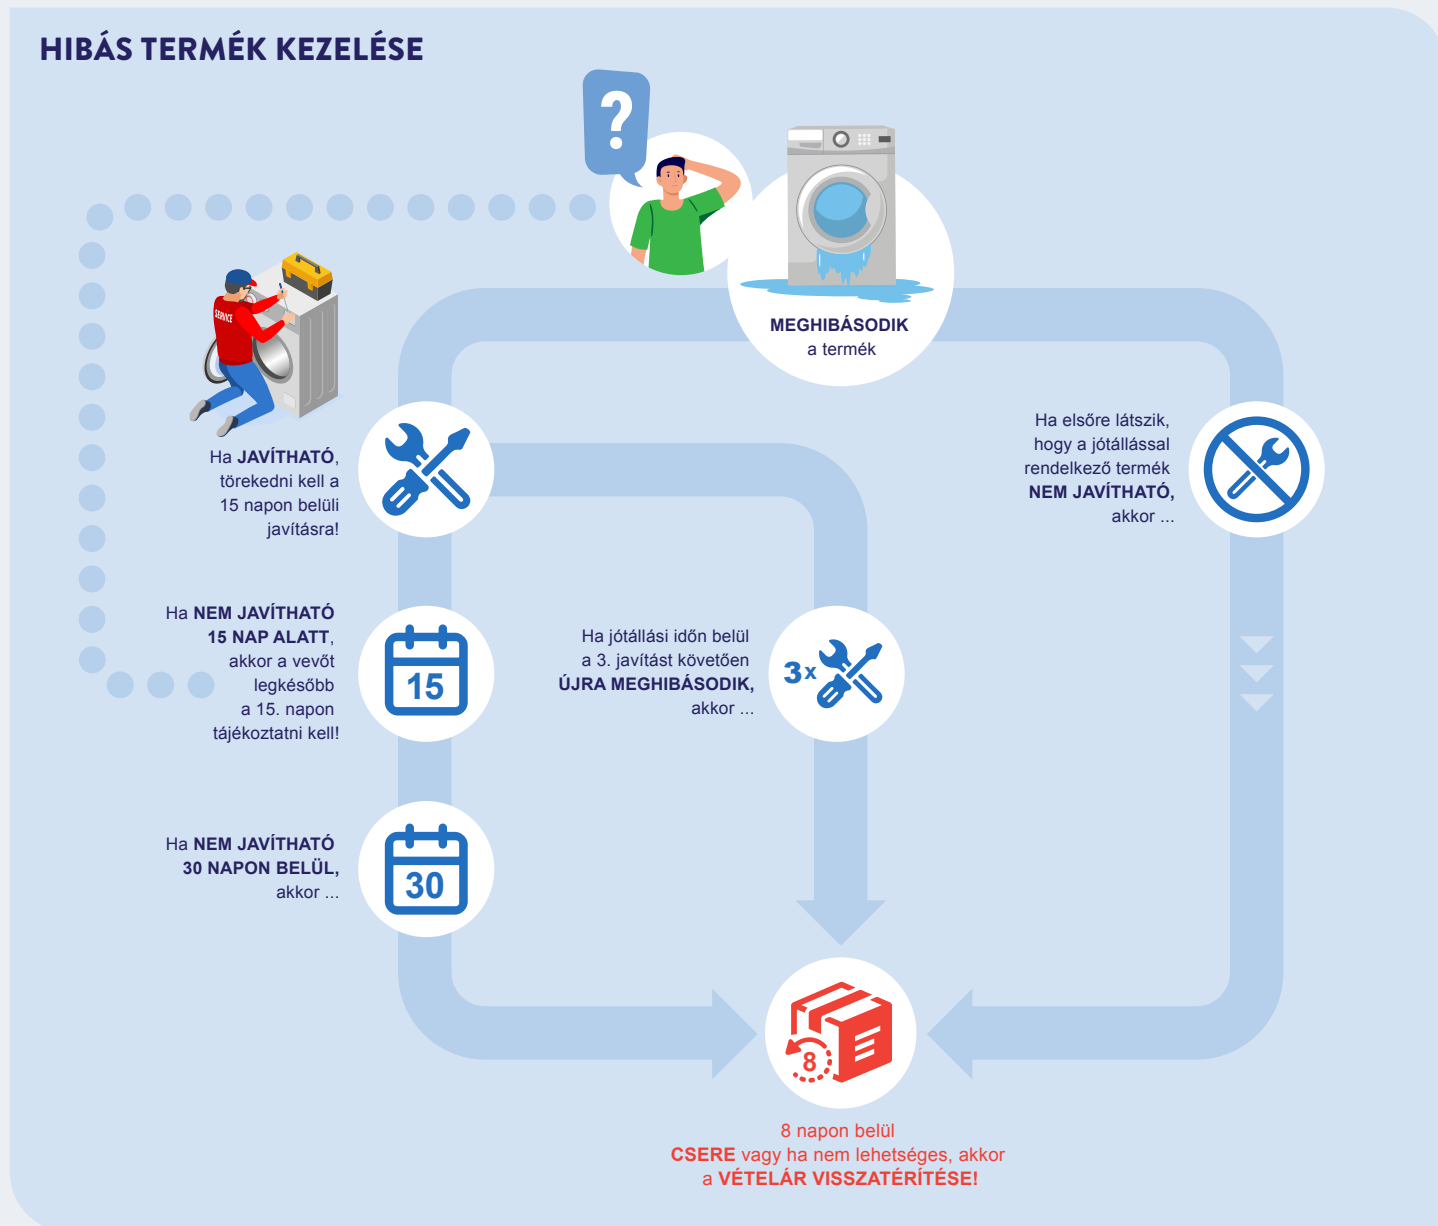 HIBÁS TERMÉK KEZELÉSE
?
MEGHIBÁSODIK
a termék
SERVICE
Ha JAVÍTHATÓ,
törekedni kell a
15 napon belüli
javításra!
Ha elsőre látszik,
hogy a jótállással
rendelkező termék
NEM JAVÍTHATÓ,
akkor ...
Ha NEM JAVÍTHATÓ
15 NAP ALATT,
akkor a vevőt
legkésőbb
a 15. napon
tájékoztatni kell!
15
Ha jótállási időn belül
a 3. javítást követően
ÚJRA MEGHIBÁSODIK,
akkor ...
3x
Ha NEM JAVÍTHATÓ
30 NAPON BELÜL,
akkor ...
30
8
8 napon belül
CSERE vagy ha nem lehetséges, akkor
a VÉTELÁR VISSZATÉRÍTÉSE!